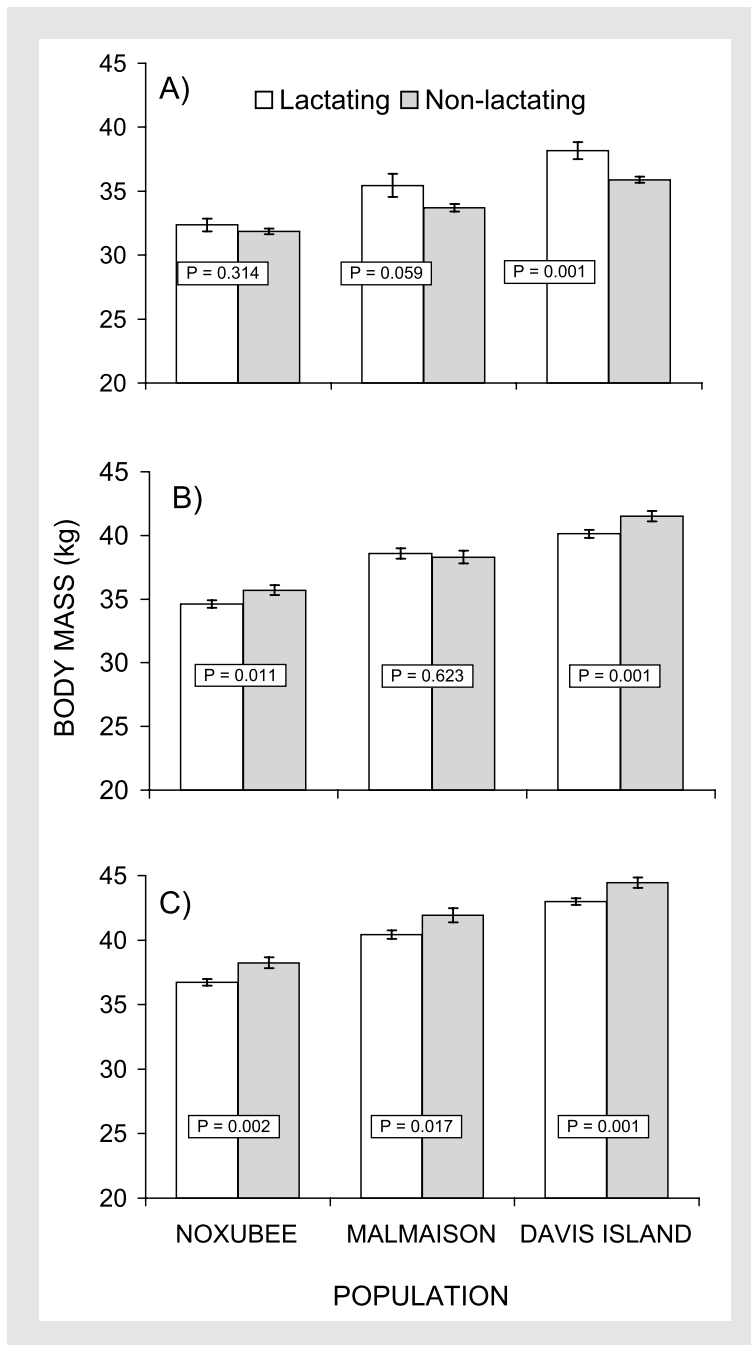 45
A)
Lactating Non-lactating
40
35
30
P = 0.314 P = 0.059 P = 0.001
25
20
45
B)
40
35
30
P = 0.011 P = 0.623 P = 0.001
25
20
BODY MASS (kg)
45
C)
40
35
30
25
P = 0.002 P = 0.017 P = 0.001
20
NOXUBEE MALMAISON DAVIS ISLAND
POPULATION